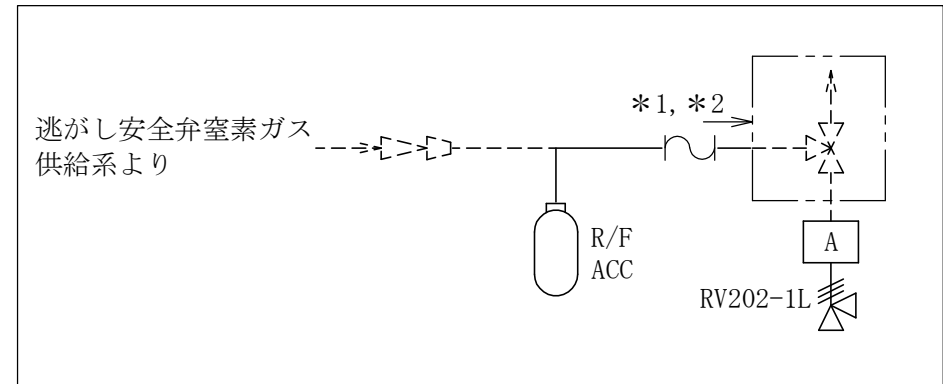 逃がし安全弁窒素ガス
供給系より
＊1, ＊2
R/F
ACC
A
RV202-1L